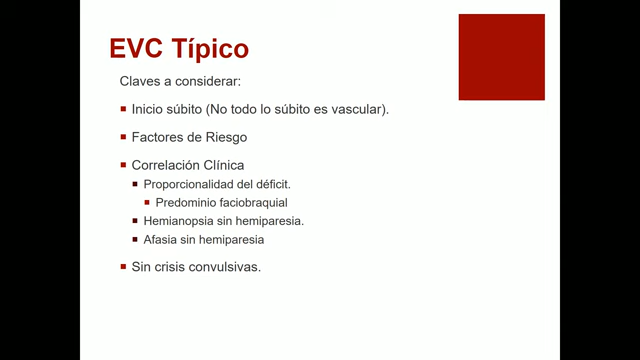 EVC Típico
Claves a considerar:
Inicio súbito (No todo lo súbito es vascular).
Factores de Riesgo
Correlación Clínica
Proporcionalidad del déficit.
Predominio faciobraquial
Hemianopsia sin hemiparesia.
Afasia sin hemiparesia
Sin crisis convulsivas.